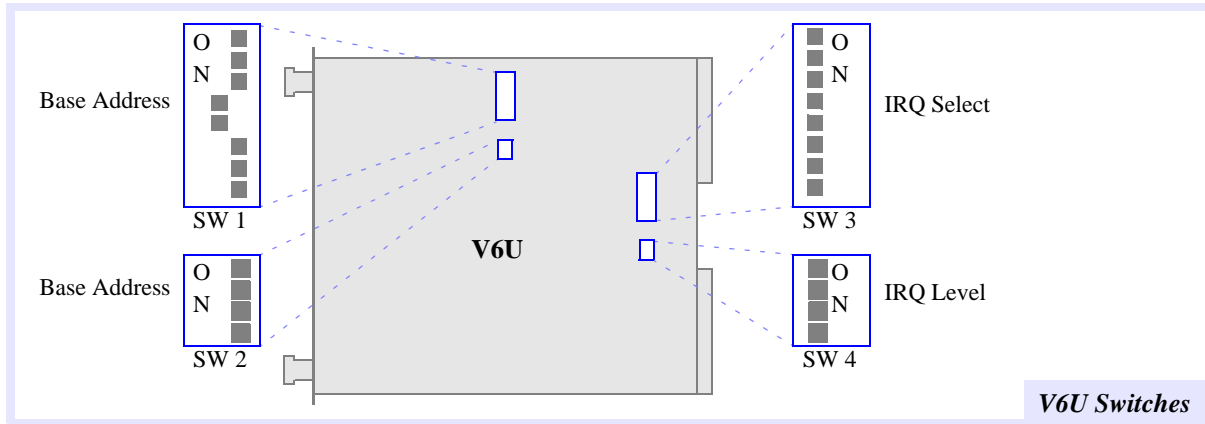 O
N
Base Address
SW 1
O
N
Base Address
SW 2
V6U
O
N
IRQ Select
SW 3
O
N
IRQ Level
SW 4
V6U Switches